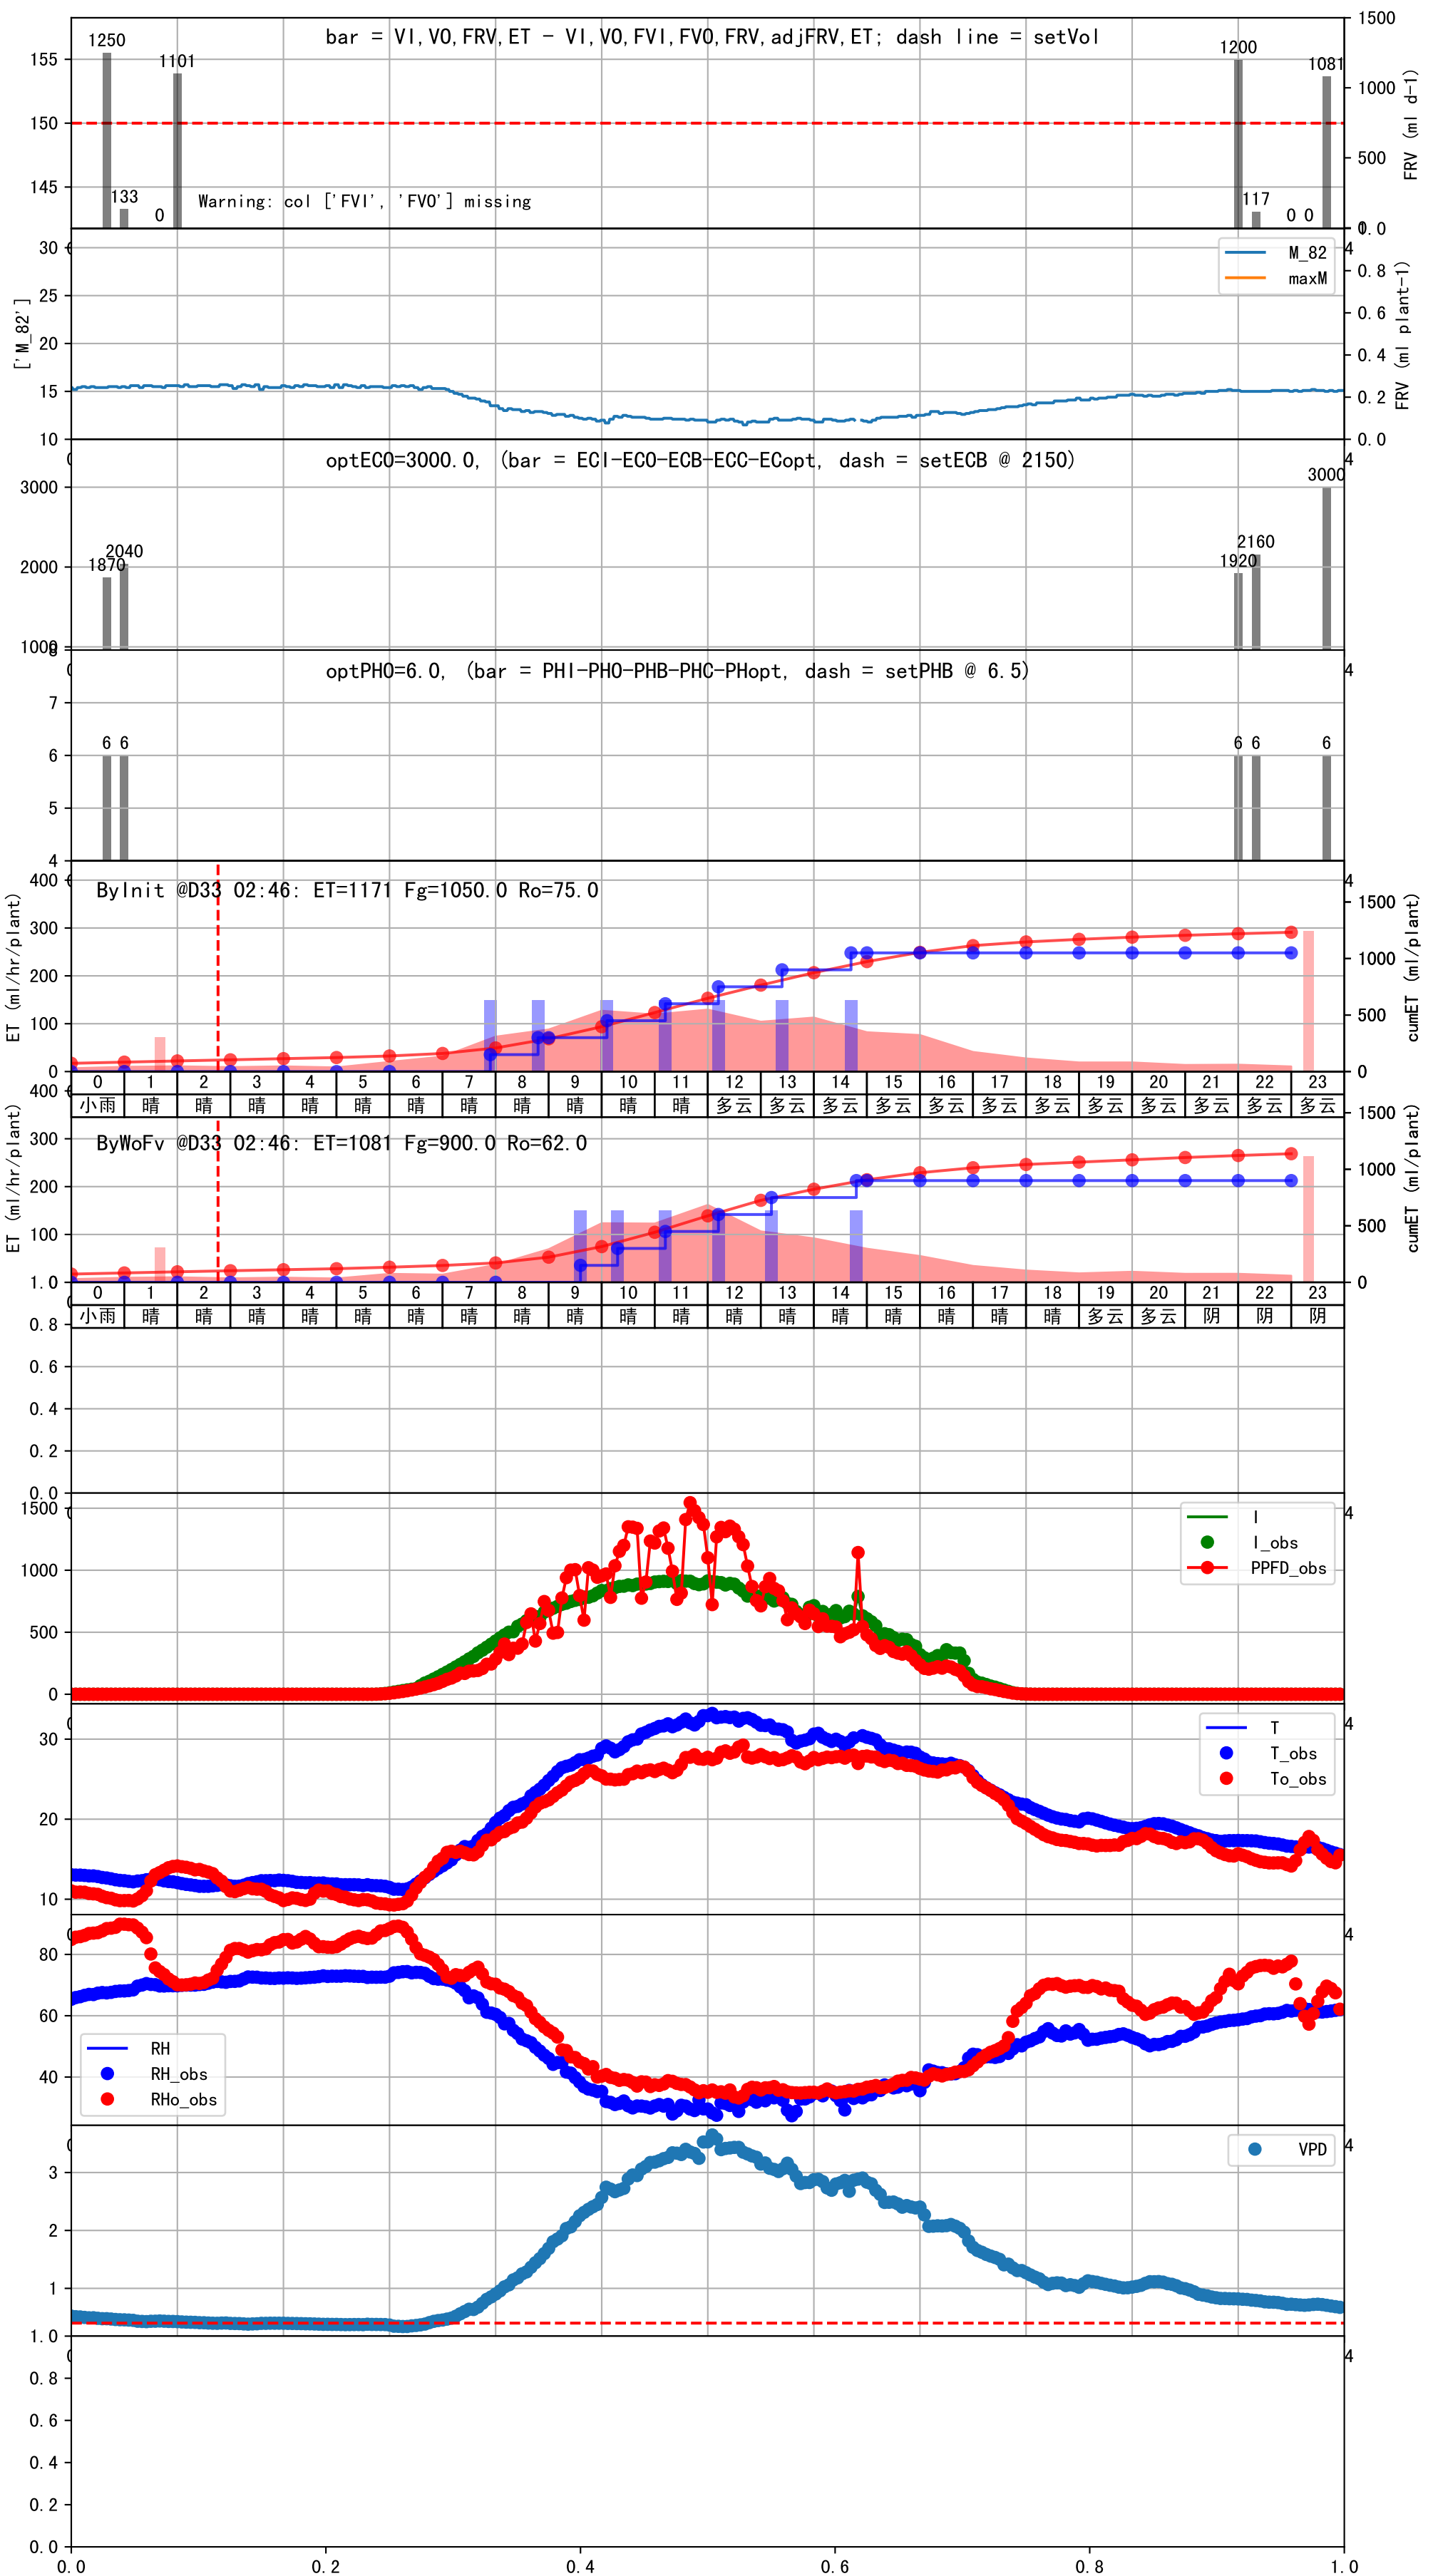 bar = VI,VO,FRV,ET - VI,VO,FVI,FVO,FRV,adjFRV,ET; dash line = setVol
1250
133
0
1101
1200
117
0 0
1081
Warning: col ['FVI', 'FVO'] missing
155
150
145
1500
1000
500
FRV (ml d-1)
30
25
20
15
10
['M_82']
M_82
maxM
1.0
0.8
0.6
0.4
0.2
0.0
FRV (ml plant-1)
optECO=3000.0, (bar = ECI-ECO-ECB-ECC-ECopt, dash = setECB @ 2150)
3000
2000
1000
1870
2040
1920
2160
3000
optPHO=6.0, (bar = PHI-PHO-PHB-PHC-PHopt, dash = setPHB @ 6.5)
8
7
6
5
4
6 6
6 6
6
ByInit @D33 02:46: ET=1171 Fg=1050.0 Ro=75.0
400
300
200
100
0
ET (ml/hr/plant)
1500
1000
500
0
cumET (ml/plant)
0 1 2 3 4 5 6 7 8 9 10 11 12 13 14 15 16 17 18 19 20 21 22 23
小雨 晴 晴 晴 晴 晴 晴 晴 晴 晴 晴 晴 多云 多云 多云 多云 多云 多云 多云 多云 多云 多云 多云 多云
ByWoFv @D33 02:46: ET=1081 Fg=900.0 Ro=62.0
400
300
200
100
ET (ml/hr/plant)
1500
1000
500
0
cumET (ml/plant)
0 1 2 3 4 5 6 7 8 9 10 11 12 13 14 15 16 17 18 19 20 21 22 23
小雨 晴 晴 晴 晴 晴 晴 晴 晴 晴 晴 晴 晴 晴 晴 晴 晴 晴 晴 多云 多云 阴 阴 阴
1.0
0.8
0.6
0.4
0.2
0.0
1500
1000
500
0
I
I_obs
PPFD_obs
30
20
10
T
T_obs
To_obs
80
60
40
RH
RH_obs
RHo_obs
3
2
1
VPD
1.0
0.8
0.6
0.4
0.2
0.0
0.0 0.2 0.4 0.6 0.8 1.0